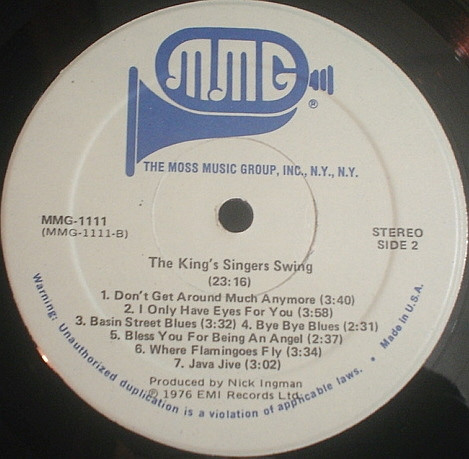 MMG
®
THE MOSS MUSIC GROUP, INC., N.Y., N.Y.
MMG-1111
(MMG-1111-B)
STEREO
SIDE 2
The King's Singers Swing
(23:16)
1. Don't Get Around Much Anymore (3:40)
2. I Only Have Eyes For You (3:58)
3. Basin Street Blues (3:32) 4. Bye Bye Blues (2:31)
5. Bless You For Being An Angel (2:37)
6. Where Flamingoes Fly (3:34)
7. Java Jive (3:02)
Produced by Nick Ingman
℗ 1976 EMI Records Ltd.
Warning: Unauthorized duplication is a violation of applicable laws. • Made in U.S.A.